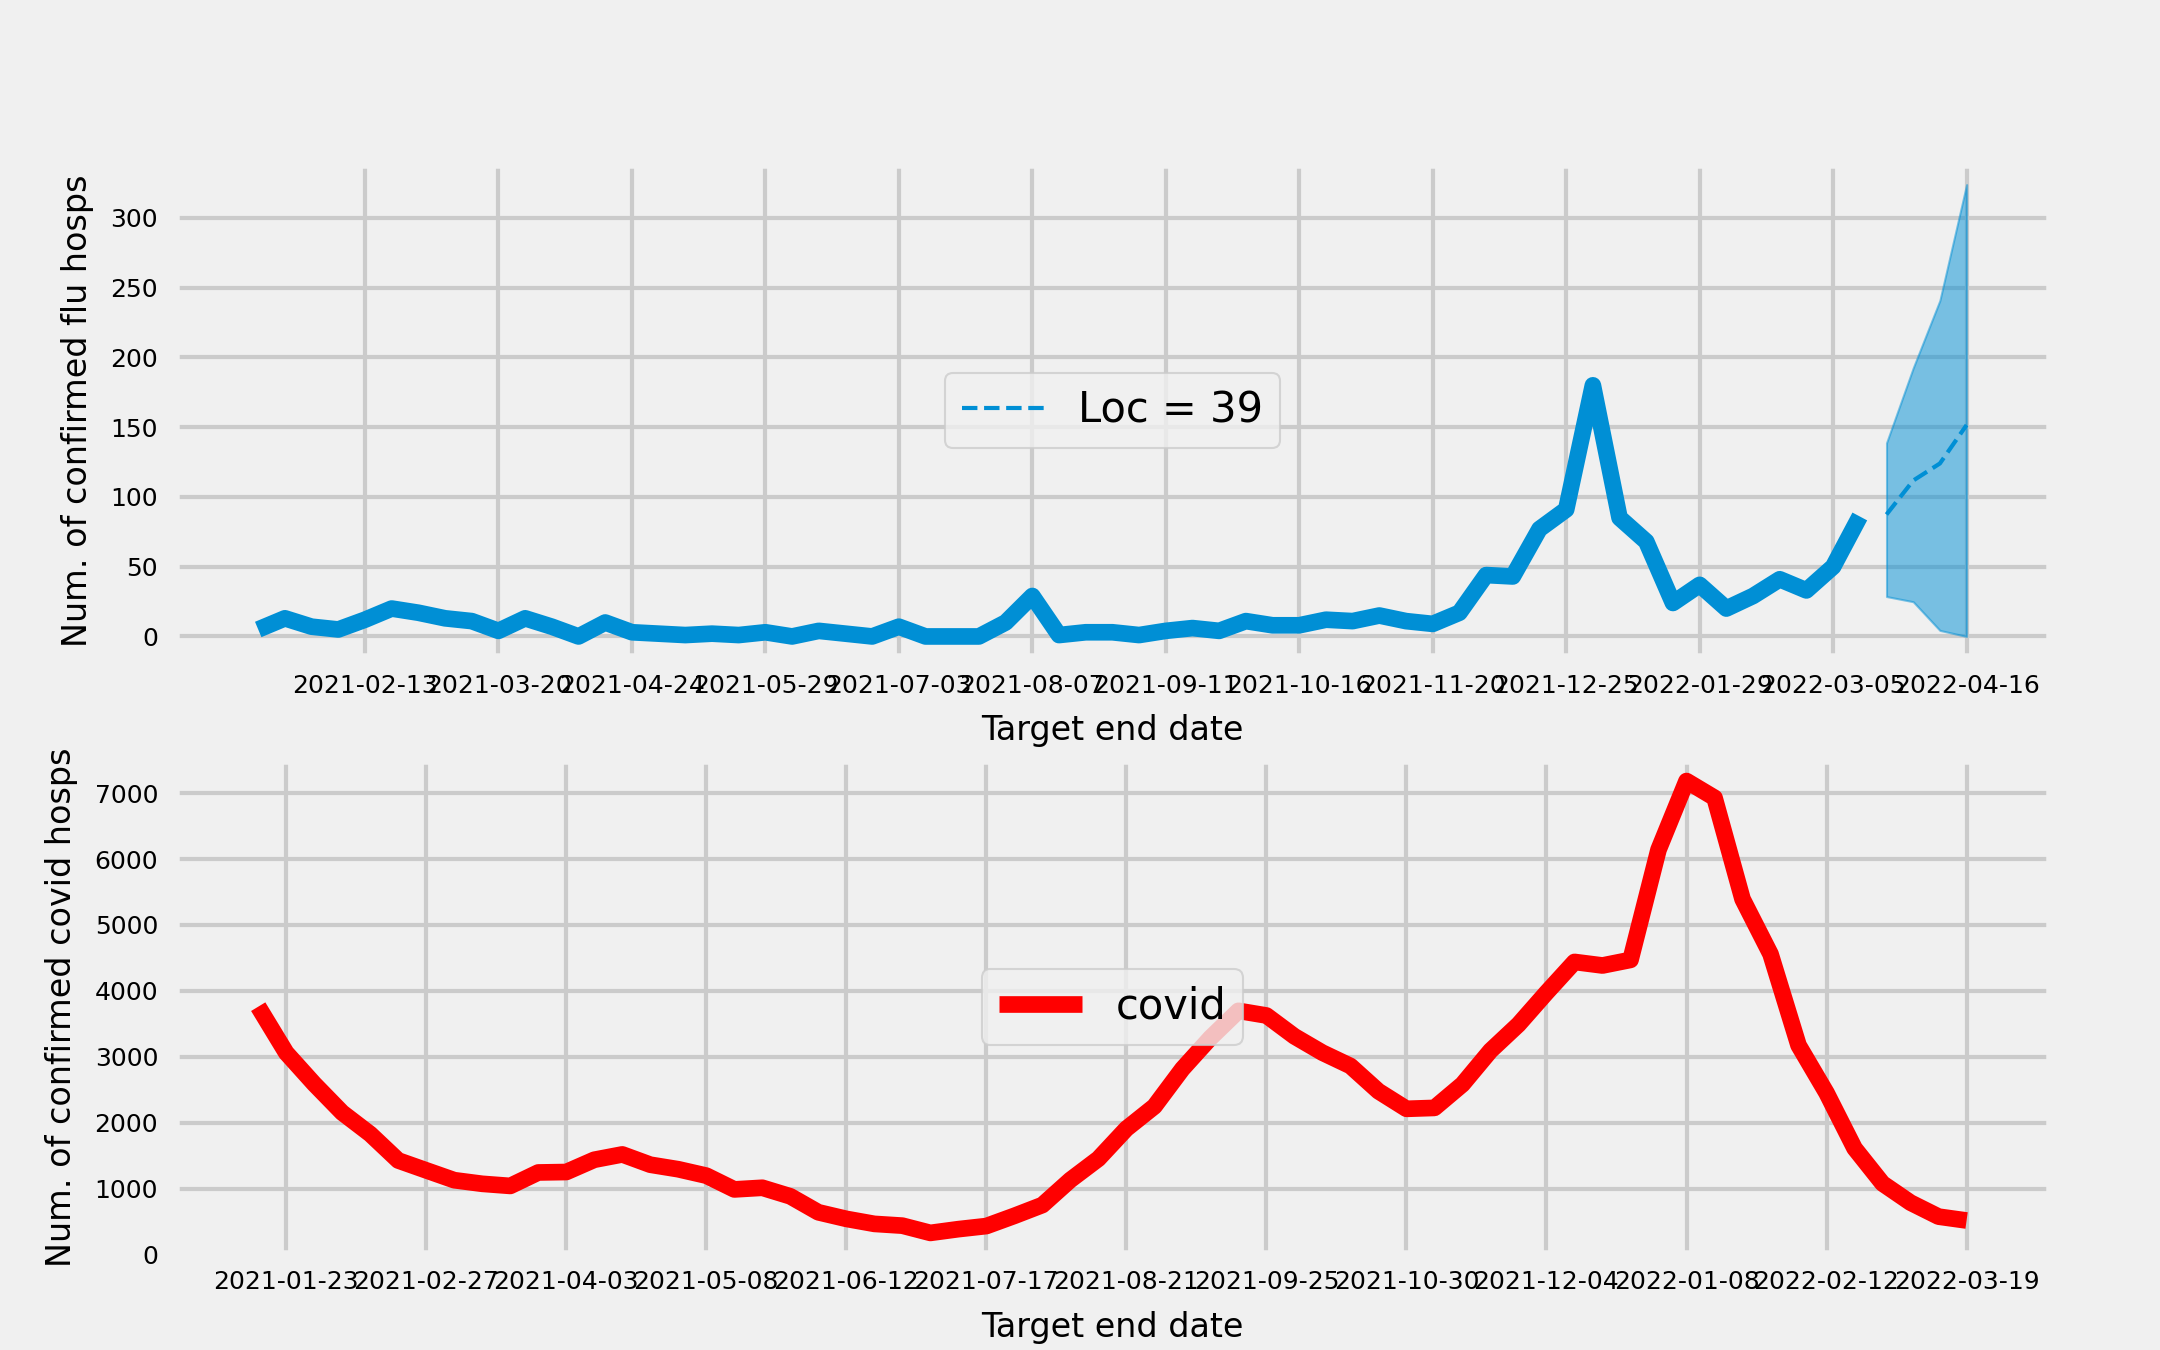 Num. of confirmed flu hosps
300
250
200
150
100
50
0
Loc = 39
2021-02-13 2021-03-20 2021-04-24 2021-05-29 2021-07-03 2021-08-07 2021-09-11 2021-10-16 2021-11-20 2021-12-25 2022-01-29 2022-03-05 2022-04-16
Target end date
Num. of confirmed covid hosps
7000
6000
5000
4000
3000
2000
1000
0
covid
2021-01-23 2021-02-27 2021-04-03 2021-05-08 2021-06-12 2021-07-17 2021-08-21 2021-09-25 2021-10-30 2021-12-04 2022-01-08 2022-02-12 2022-03-19
Target end date